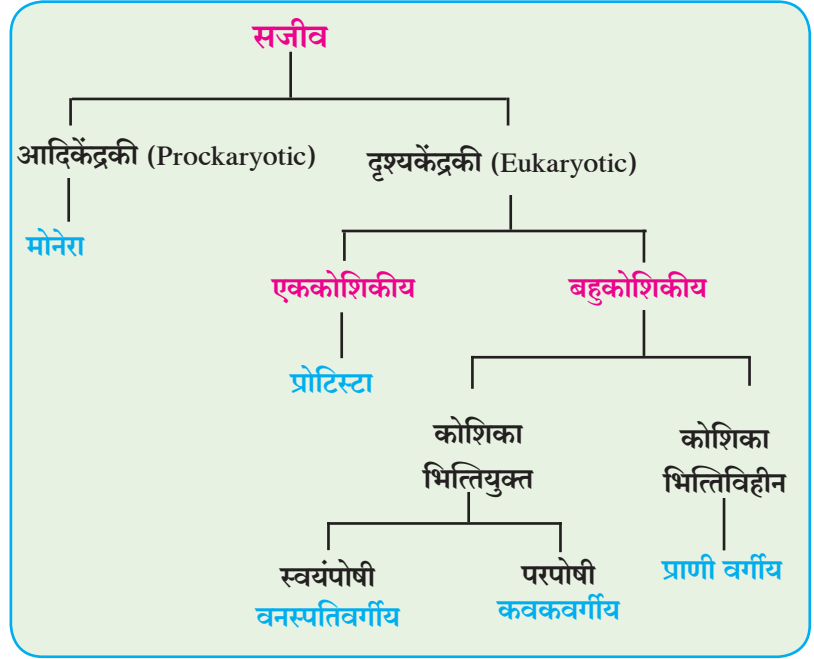 सजीव
आदिकेंद्रकी (Prockaryotic)
दृश्यकेंद्रकी (Eukaryotic)
मोनेरा
एककोशिकीय
बहुकोशिकीय
प्रोटिस्टा
कोशिका
भित्तियुक्त
कोशिका
भित्तिविहीन
स्वयंपोषी
वनस्पतिवर्गीय
परपोषी
कवकवर्गीय
प्राणी वर्गीय